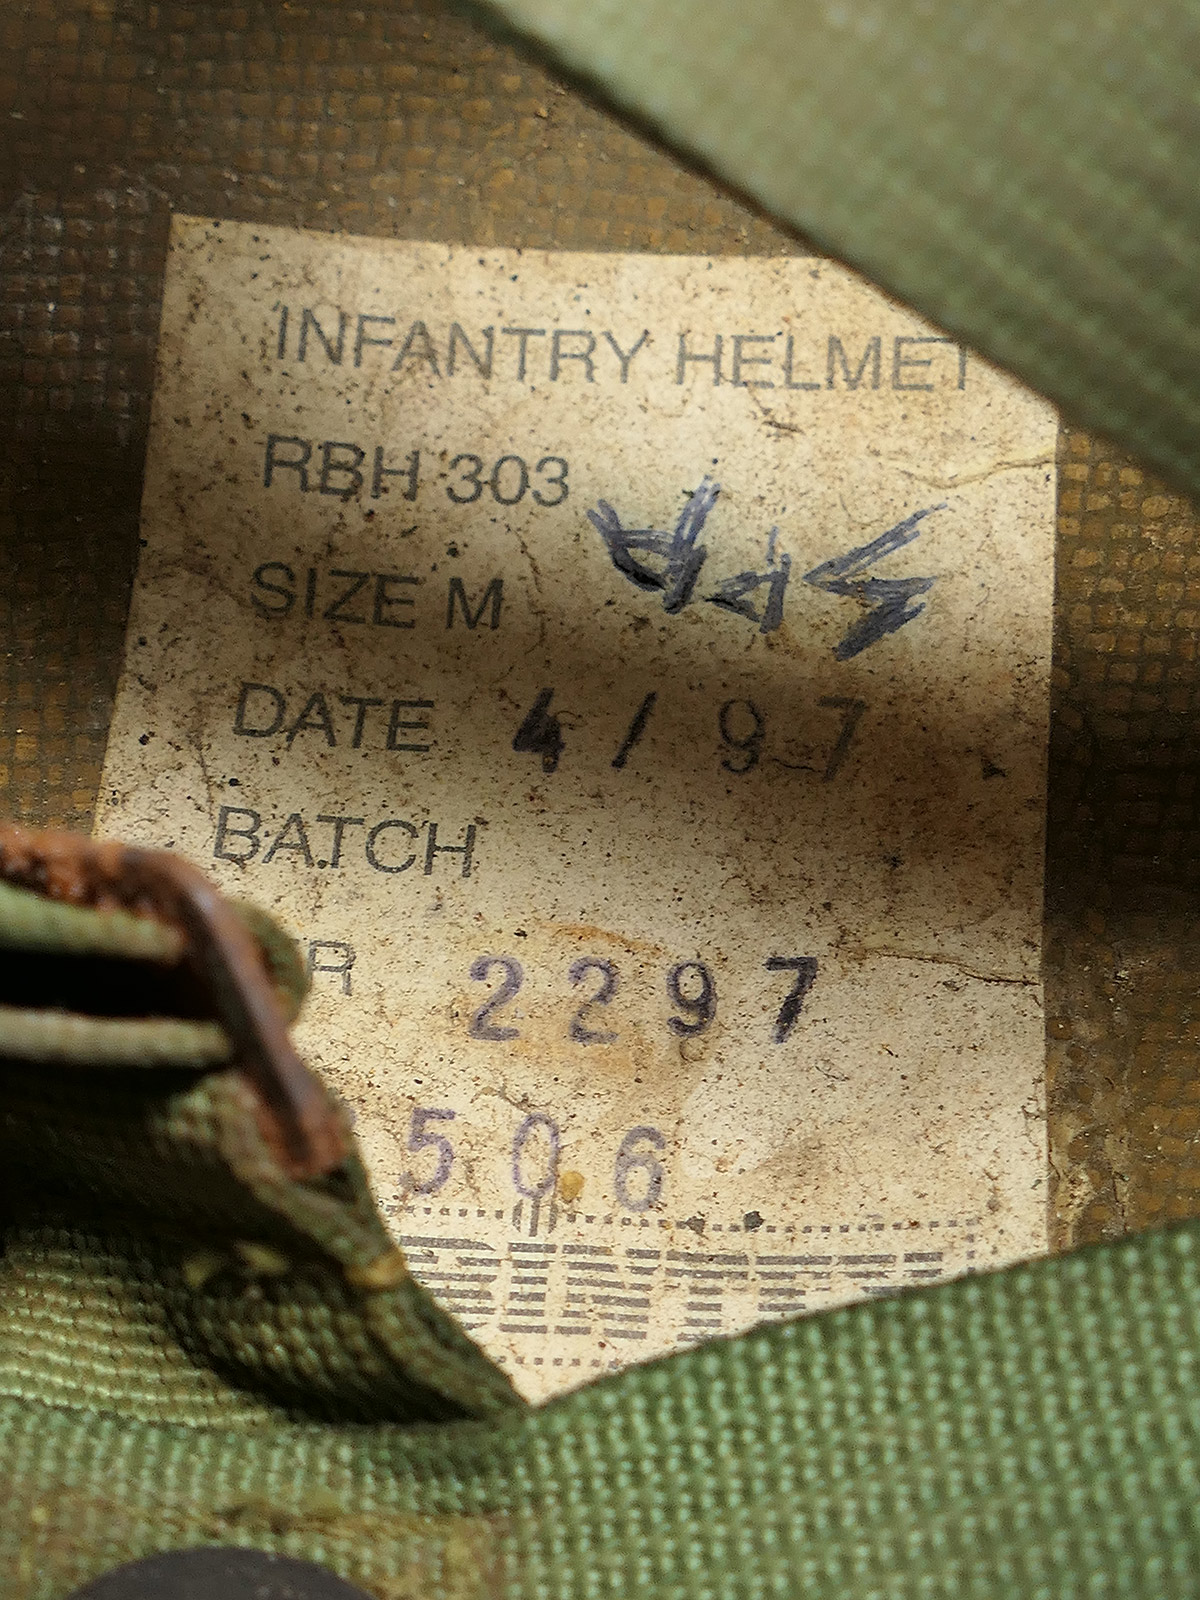 INFANTRY HELMET
RBH 303
SIZE M
DATE 4 / 97
BATCH
R 2297
506